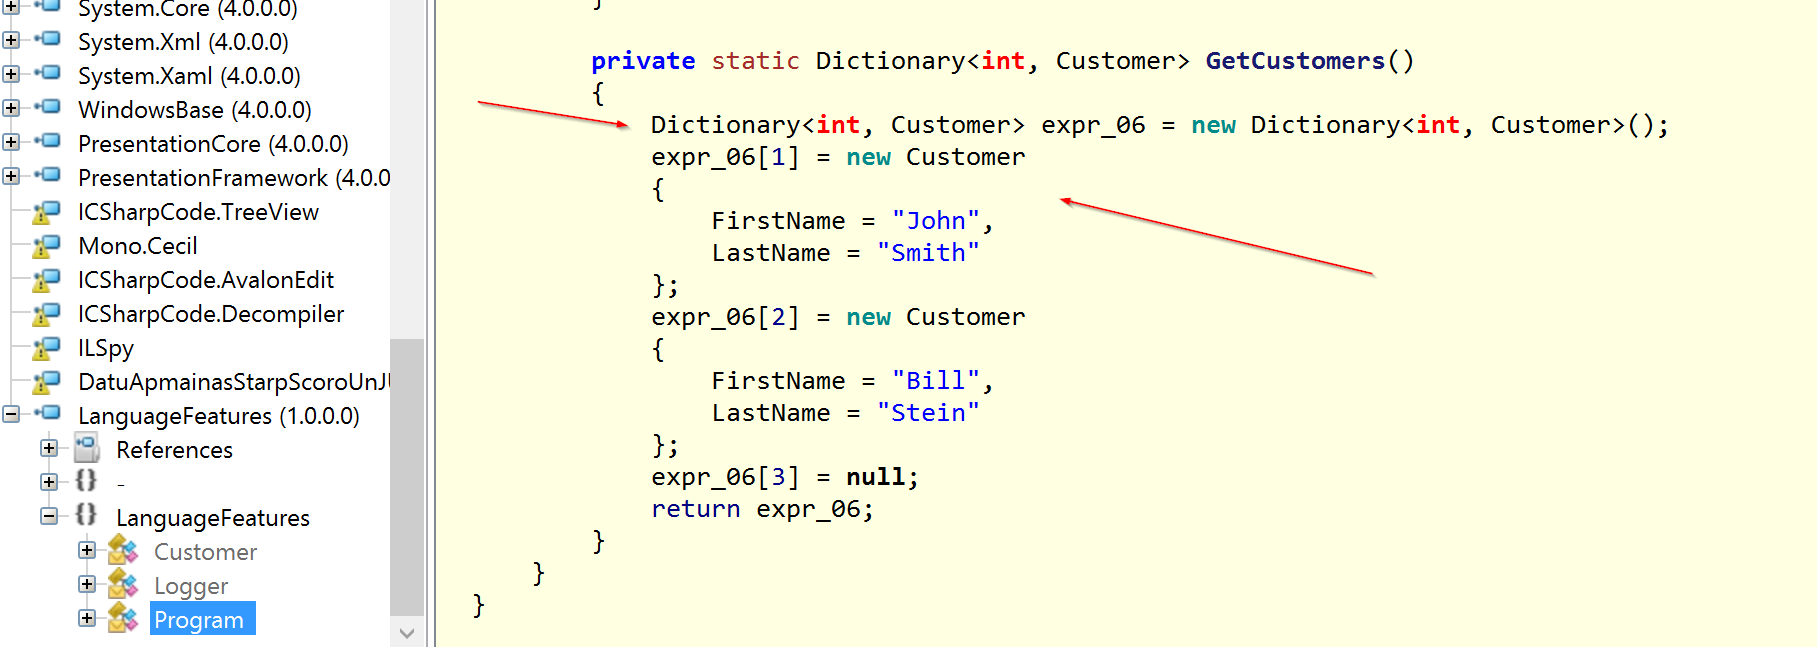 System.Core (4.0.0.0)
System.Xml (4.0.0.0)
System.Xaml (4.0.0.0)
WindowsBase (4.0.0.0)
PresentationCore (4.0.0.0)
PresentationFramework (4.0.0
ICSharpCode.TreeView
Mono.Cecil
ICSharpCode.AvalonEdit
ICSharpCode.Decompiler
ILSpy
DatuApmainasStarpScoroUnJU
LanguageFeatures (1.0.0.0)
References
{} -
{} LanguageFeatures
Customer
Logger
Program
}
private static Dictionary<int, Customer> GetCustomers()
{
Dictionary<int, Customer> expr_06 = new Dictionary<int, Customer>();
expr_06[1] = new Customer
{
FirstName = "John",
LastName = "Smith"
};
expr_06[2] = new Customer
{
FirstName = "Bill",
LastName = "Stein"
};
expr_06[3] = null;
return expr_06;
}
}
}